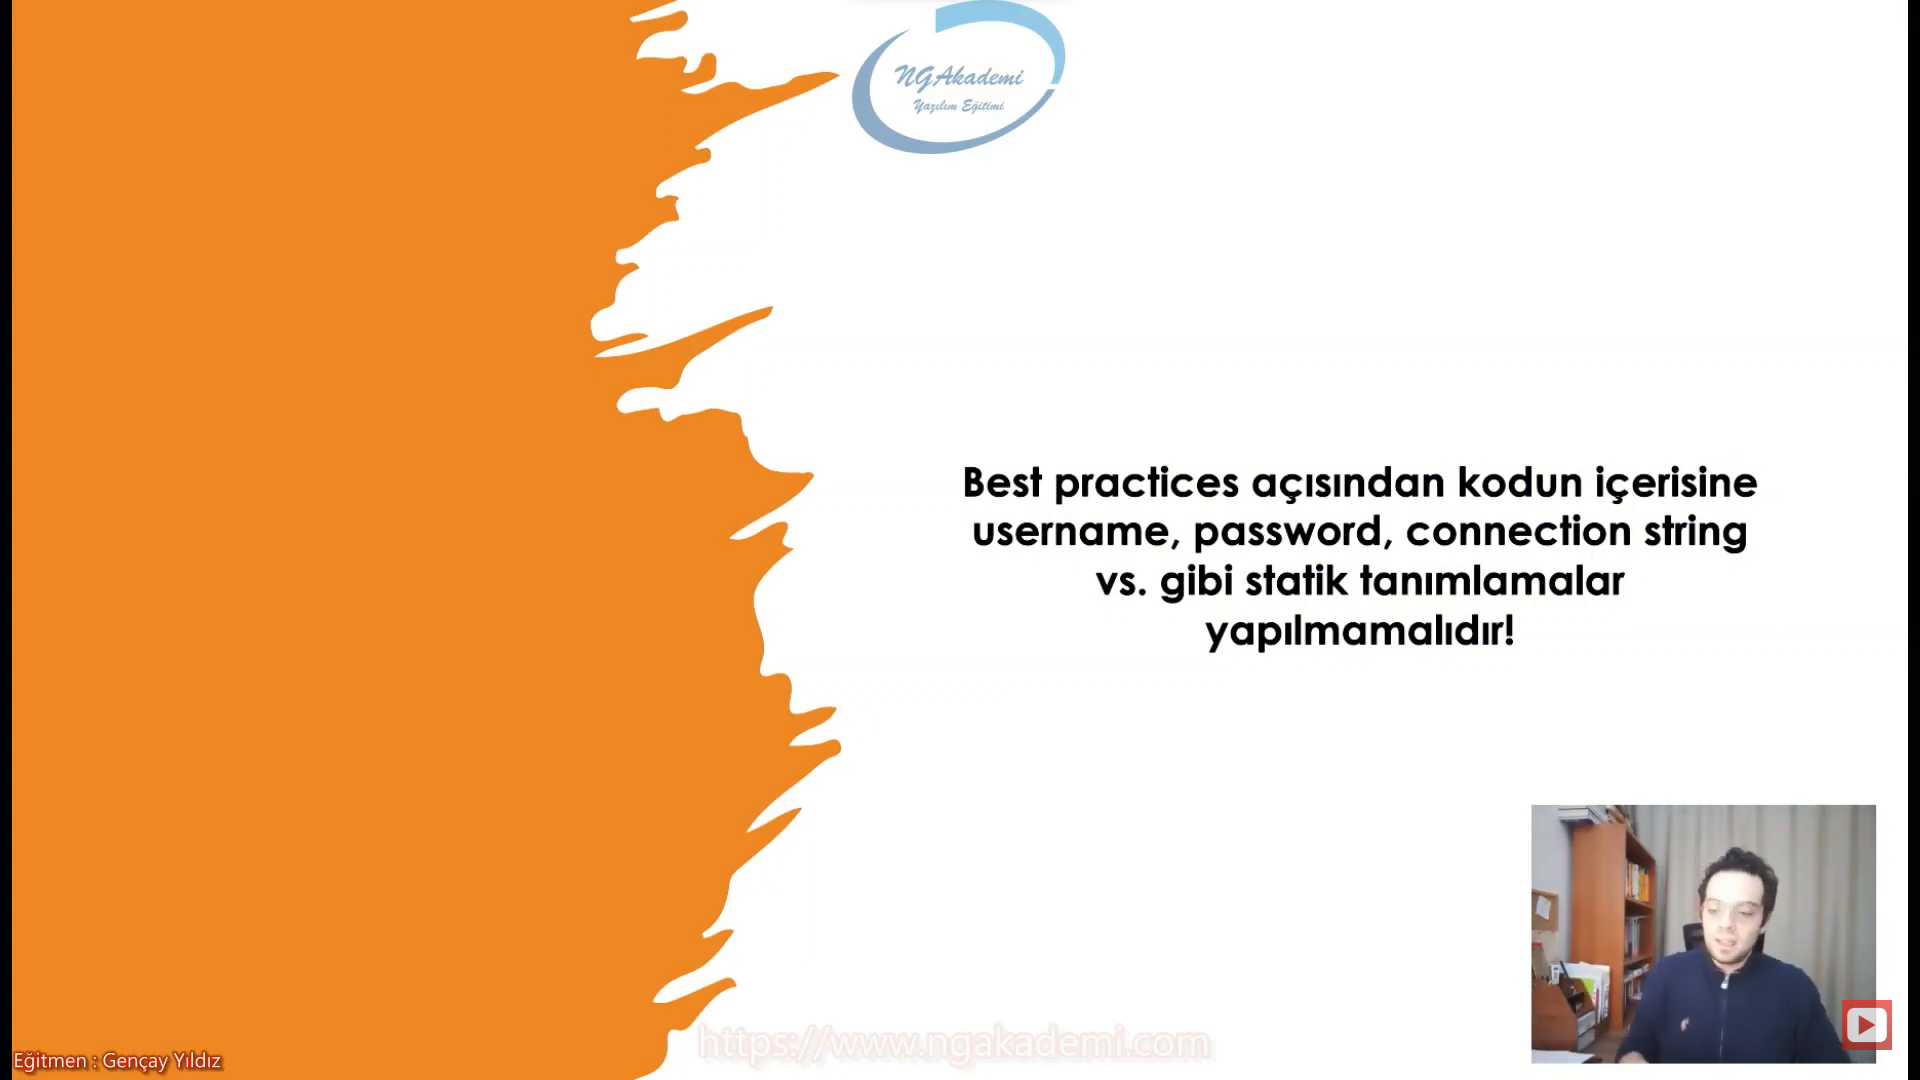 NGAkademi
Yazılım Eğitimi
Best practices açısından kodun içerisine
username, password, connection string
vs. gibi statik tanımlamalar
yapılmamalıdır!
https://www.ngakademi.com
Eğitmen : Gençay Yıldız